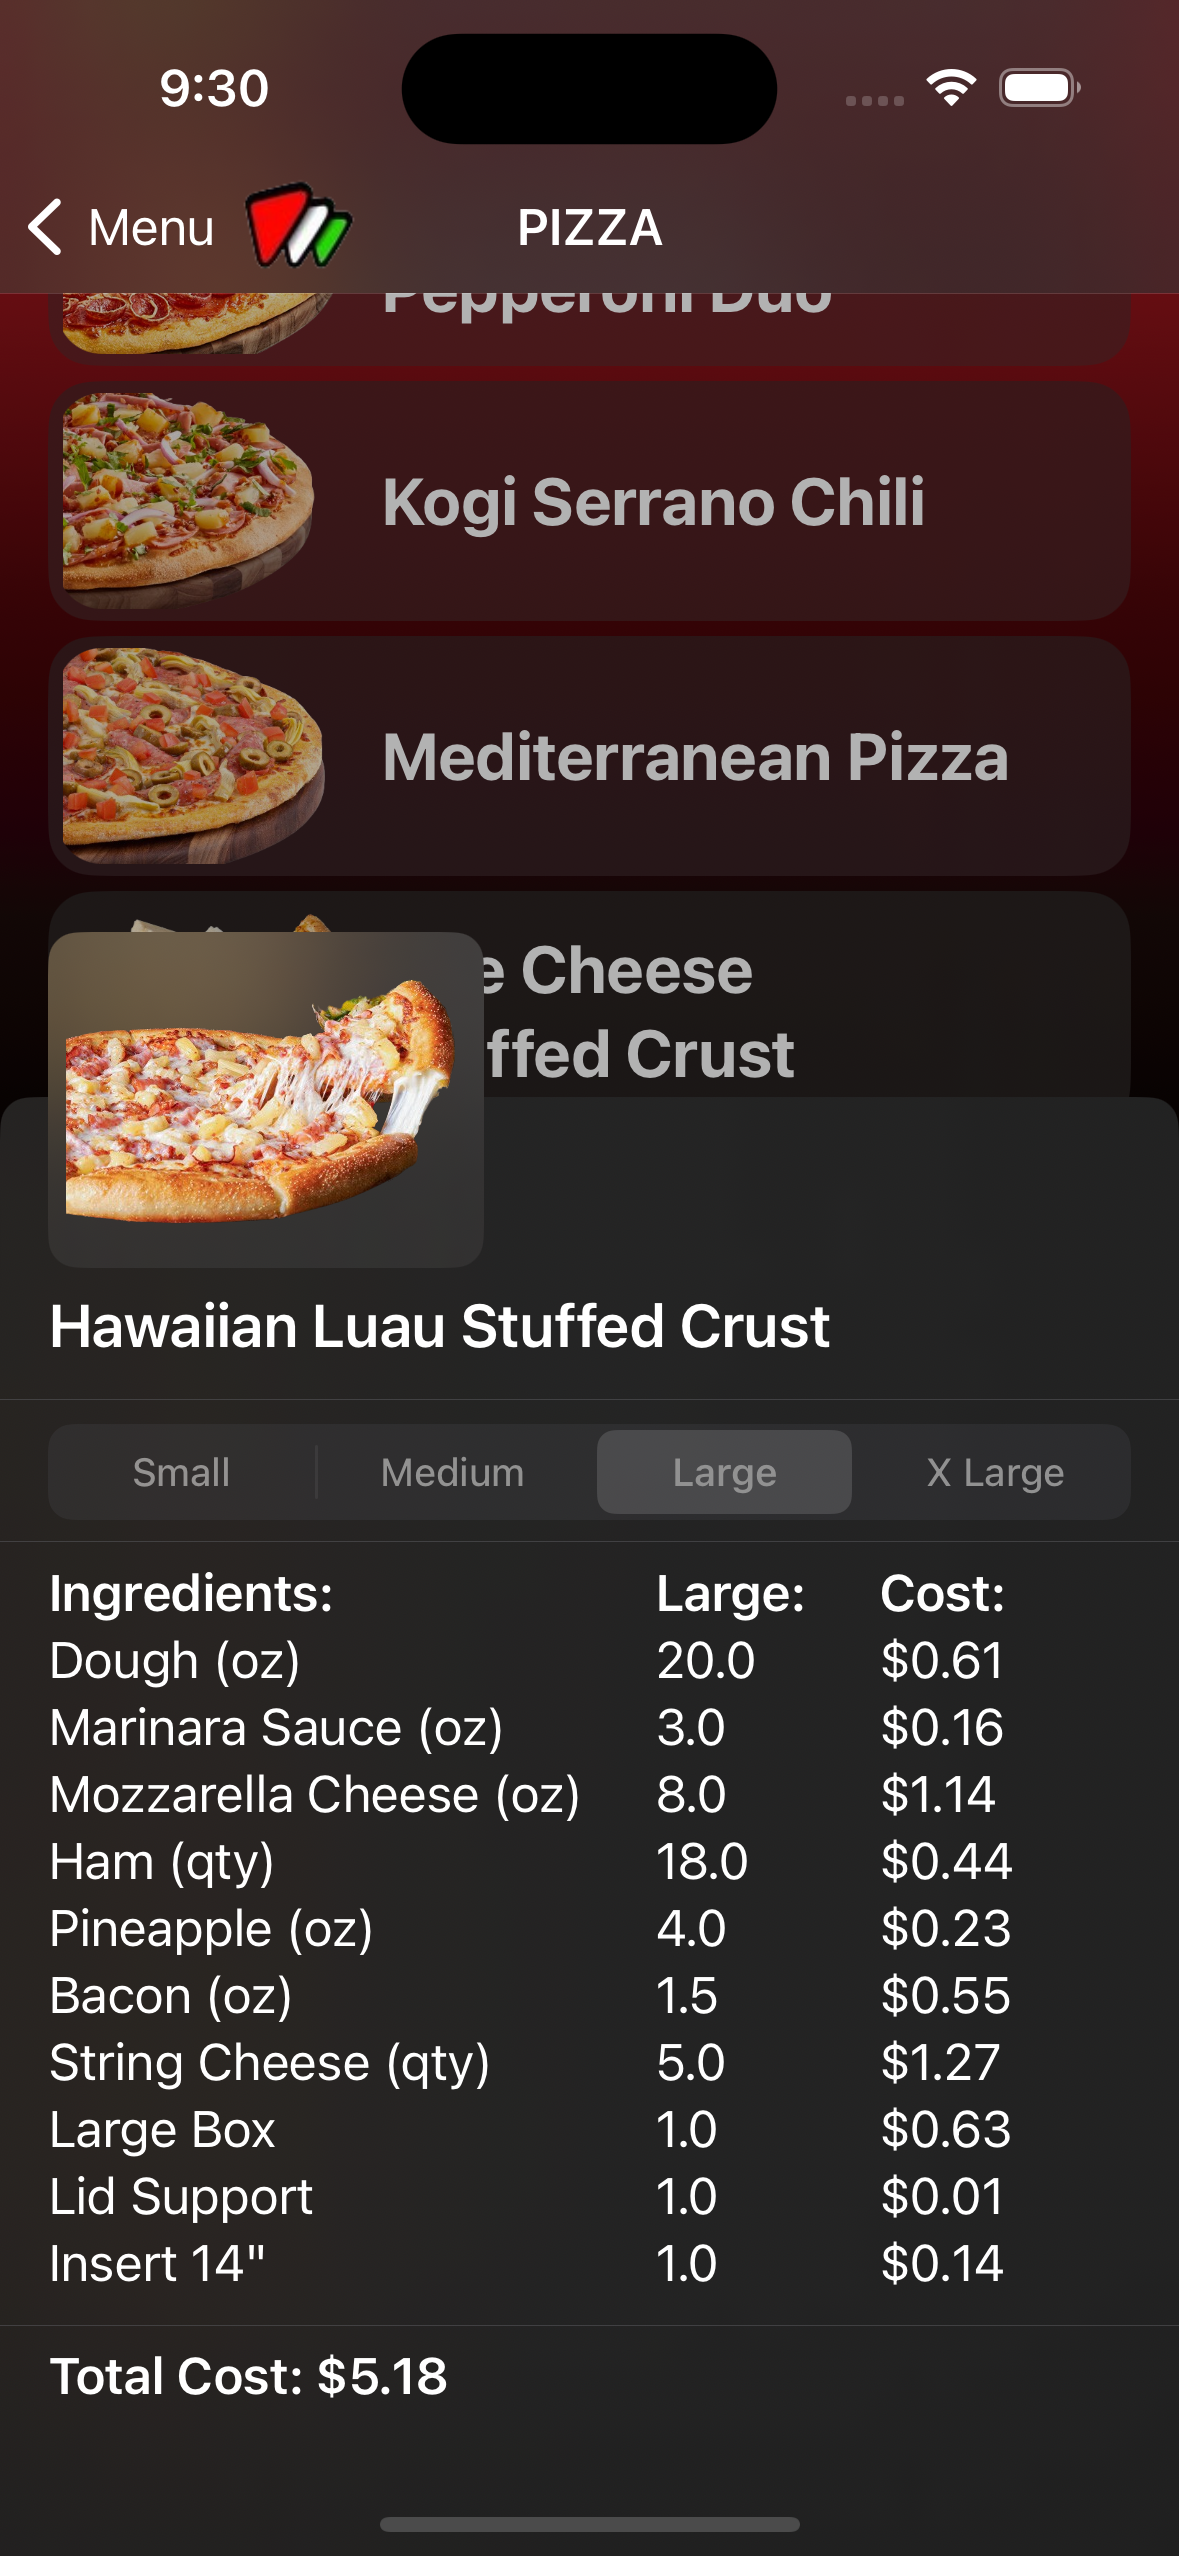 9:30
Menu
PIZZA
Pepperoni Duo
Kogi Serrano Chili
Mediterranean Pizza
Cheese
Crust
Hawaiian Luau Stuffed Crust
Small Medium Large X Large
Ingredients: Large: Cost:
Dough (oz) 20.0 $0.61
Marinara Sauce (oz) 3.0 $0.16
Mozzarella Cheese (oz) 8.0 $1.14
Ham (qty) 18.0 $0.44
Pineapple (oz) 4.0 $0.23
Bacon (oz) 1.5 $0.55
String Cheese (qty) 5.0 $1.27
Large Box 1.0 $0.63
Lid Support 1.0 $0.01
Insert 14" 1.0 $0.14
Total Cost: $5.18